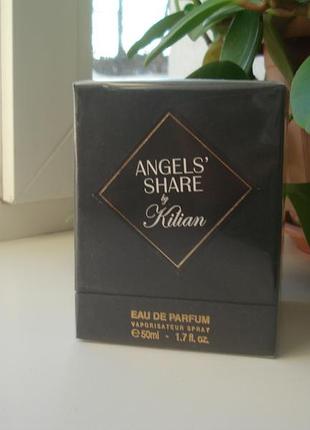 ANGELS'
SHARE
by
Kilian
EAU DE PARFUM
VAPORISATEUR SPRAY
℮50ml - 1.7 fl. oz.